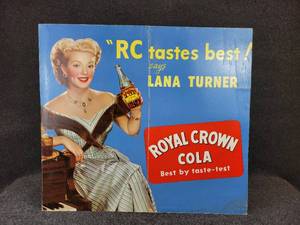 "RC tastes best!
says
LANA TURNER
ROYAL CROWN
COLA
Best by taste-test